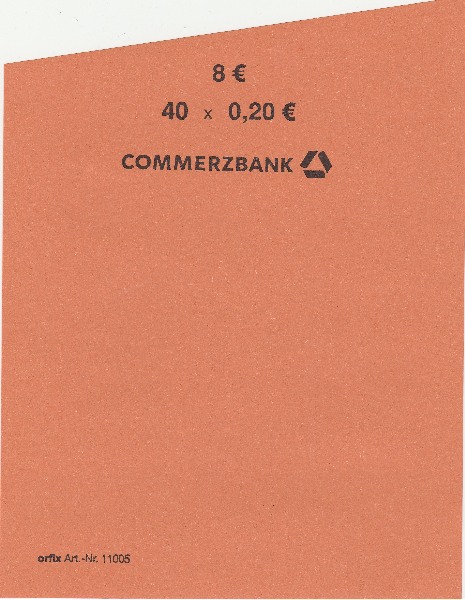 8 €
40 x 0,20 €
COMMERZBANK
orfix Art.-Nr. 11005